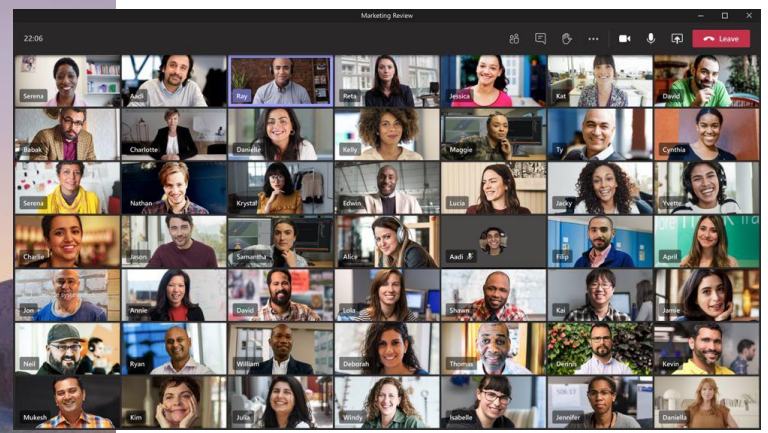 Marketing Review
22:06
Leave
Serena
Aadi
Ray
Reta
Jessica
Kat
David
Babak
Charlotte
Danielle
Kelly
Maggie
Ty
Cynthia
Serena
Nathan
Krystal
Edwin
Lucia
Jacky
Yvette
Charlie
Jason
Samantha
Alice
Aadi
Filip
April
Jon
Annie
David
Lola
Shawn
Kai
Jamie
Neil
Ryan
William
Deborah
Thomas
Dennis
Kevin
Mukesh
Kim
Julia
Windy
Isabelle
Jennifer
Daniella